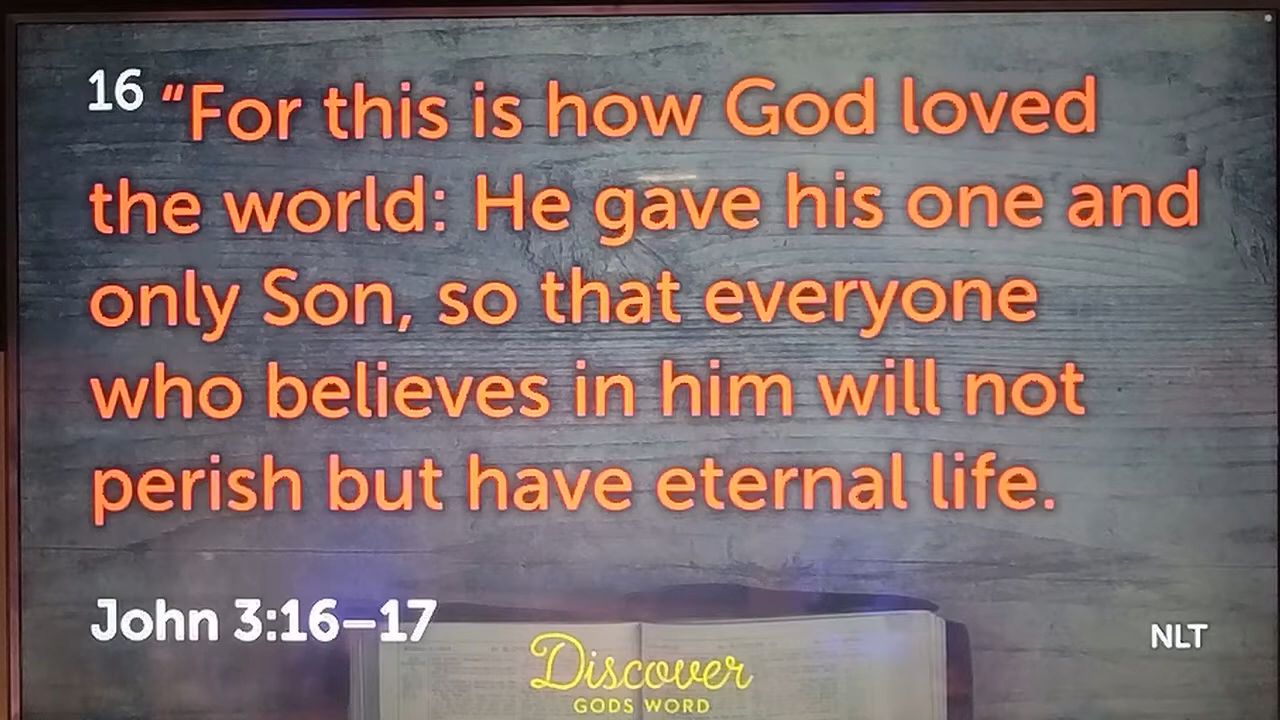 16 “For this is how God loved
the world: He gave his one and
only Son, so that everyone
who believes in him will not
perish but have eternal life.
John 3:16–17
NLT
Discover
GODS WORD